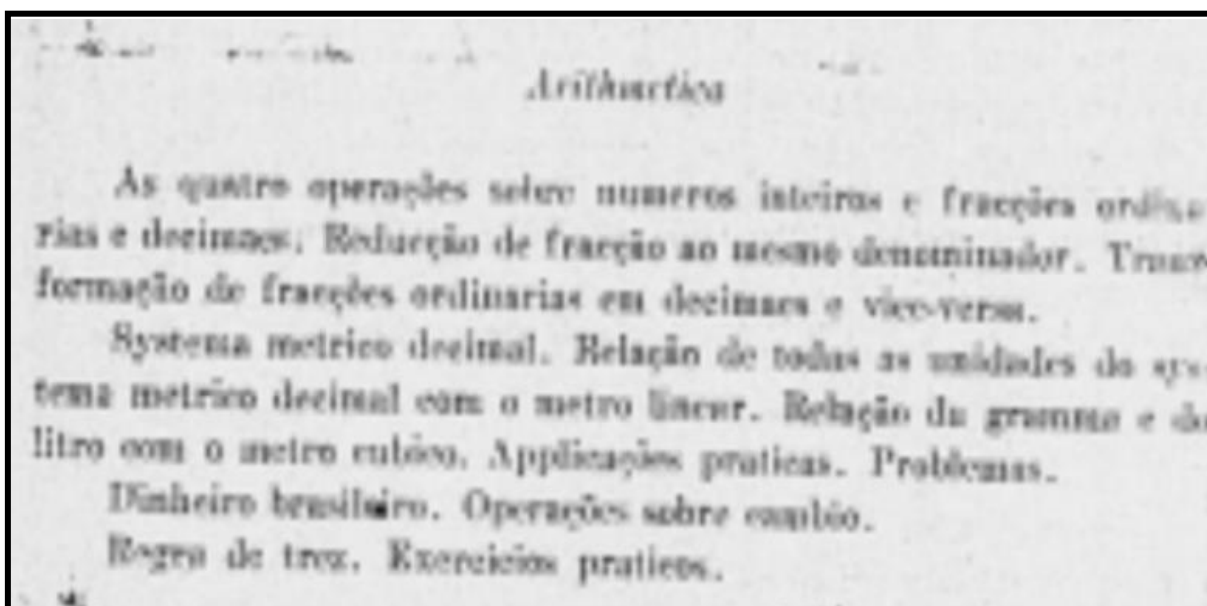 Arithmetica
As quatro operações sobre numeros inteiros e fracções ordina
rias e decimaes. Reducção de fracção ao mesmo denominador. Trans
formação de fracções ordinarias em decimaes e vice-versa.
Systema metrico decimal. Relação de todas as unidades do sys-
tema metrico decimal com o metro linear. Relação da gramma e do
litro com o metro cubico. Applicações praticas. Problemas.
Dinheiro brasileiro. Operações sobre cambio.
Regra de trez. Exercicios praticos.